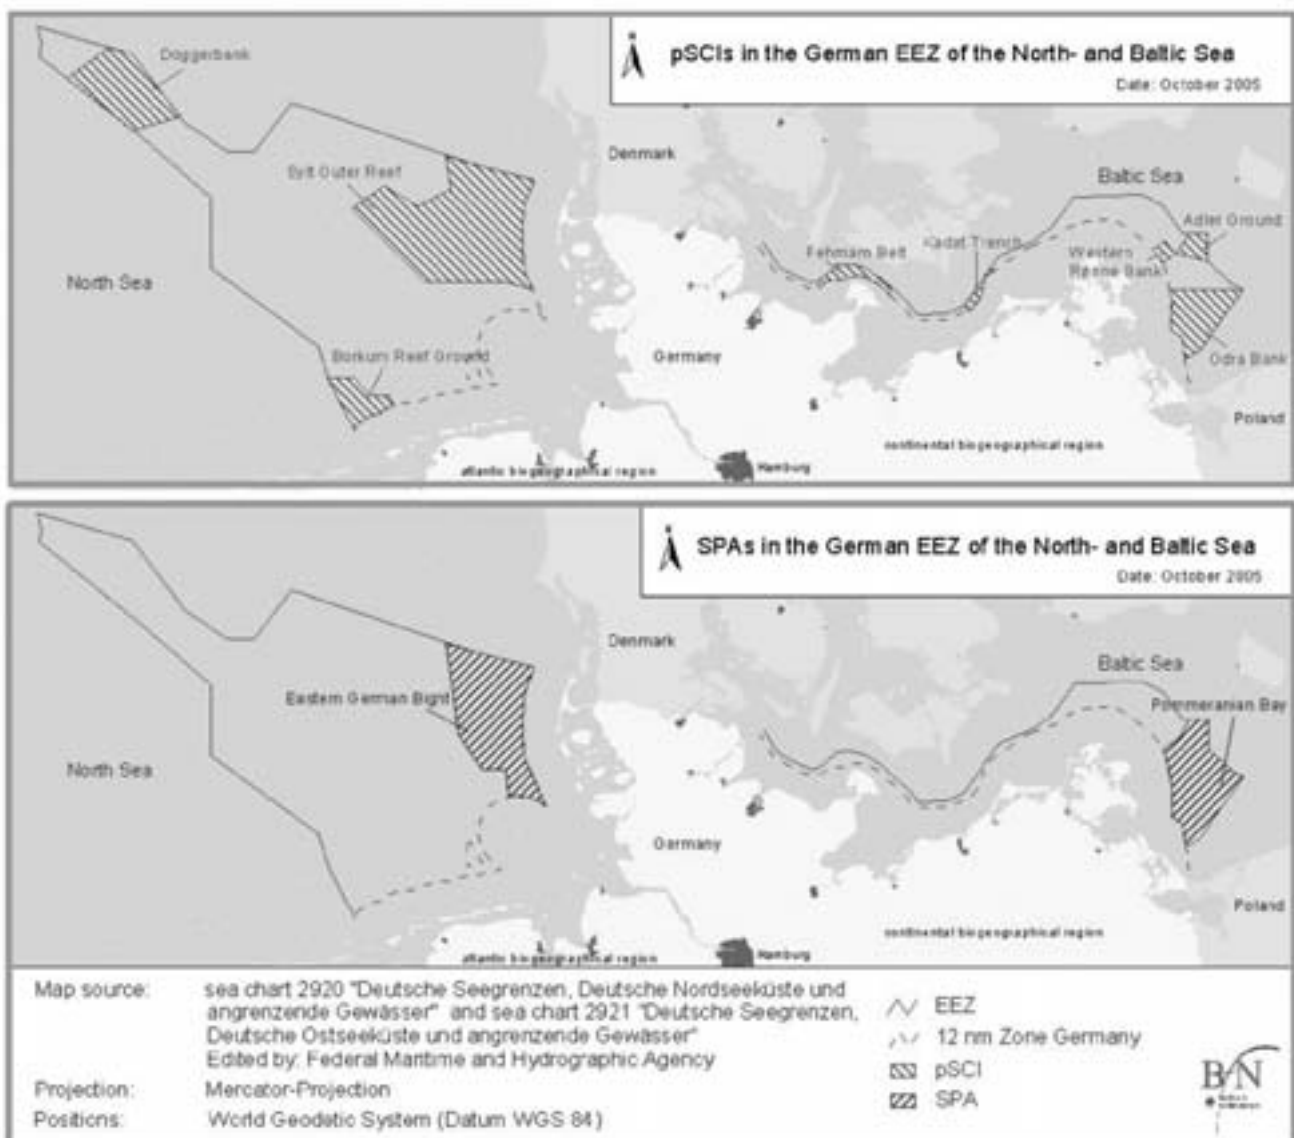 pSCIs in the German EEZ of the North- and Baltic Sea
Date: October 2005
Doggerbank
Denmark
Sylt Outer Reef
Baltic Sea
Adler Ground
Kadet Trench
Fehmarn Belt
Western
Rønne Bank
North Sea
Borkum Reef Ground
Germany
Odra Bank
Poland
continental biogeographical region
atlantic biogeographical region
Hamburg
SPAs in the German EEZ of the North- and Baltic Sea
Date: October 2005
Denmark
Baltic Sea
Eastern German Bight
Pommeranian Bay
North Sea
Germany
Poland
continental biogeographical region
atlantic biogeographical region
Hamburg
Map source: sea chart 2920 "Deutsche Seegrenzen, Deutsche Nordseeküste und
angrenzende Gewässer" and sea chart 2921 "Deutsche Seegrenzen,
Deutsche Ostseeküste und angrenzende Gewässer"
Edited by: Federal Maritime and Hydrographic Agency
Projection: Mercator-Projection
Positions: World Geodetic System (Datum WGS 84)
EEZ
12 nm Zone Germany
pSCI
SPA
BfN